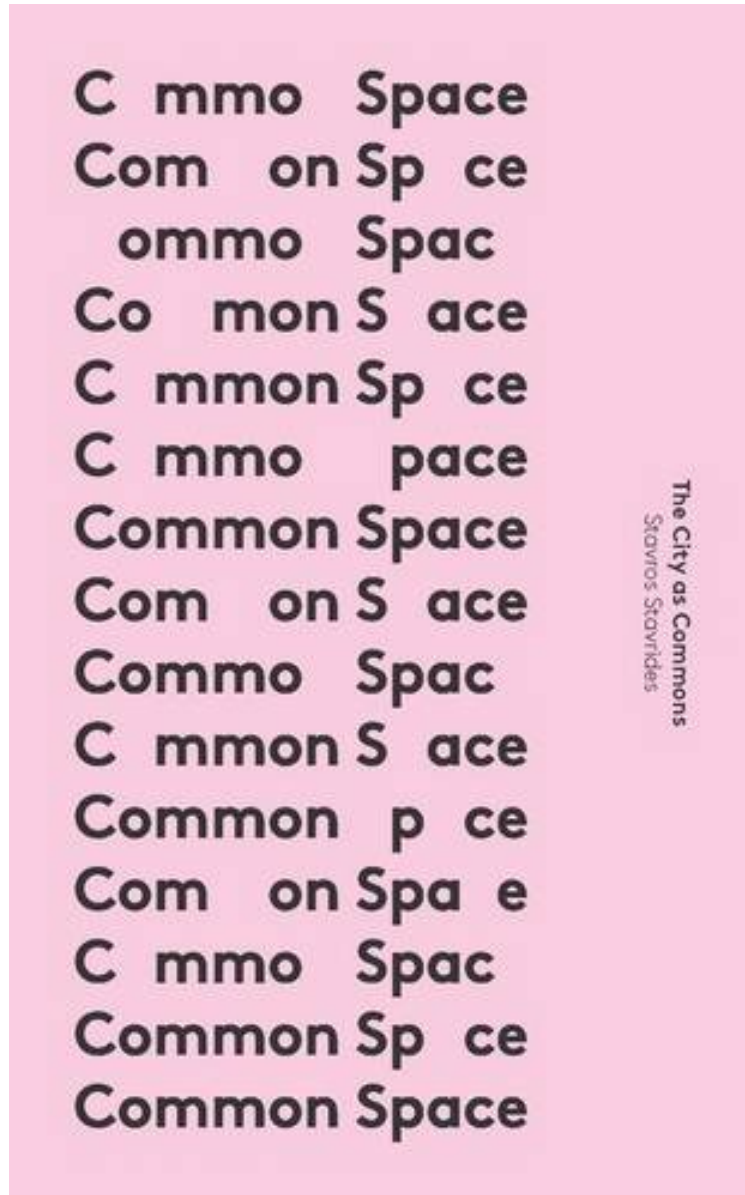 C mmo Space
Com on Sp ce
ommo Spac
Co mon S ace
C mmon Sp ce
C mmo pace
Common Space
Com on S ace
Commo Spac
C mmon S ace
Common p ce
Com on Spa e
C mmo Spac
Common Sp ce
Common Space
The City as Commons
Stavros Stavrides